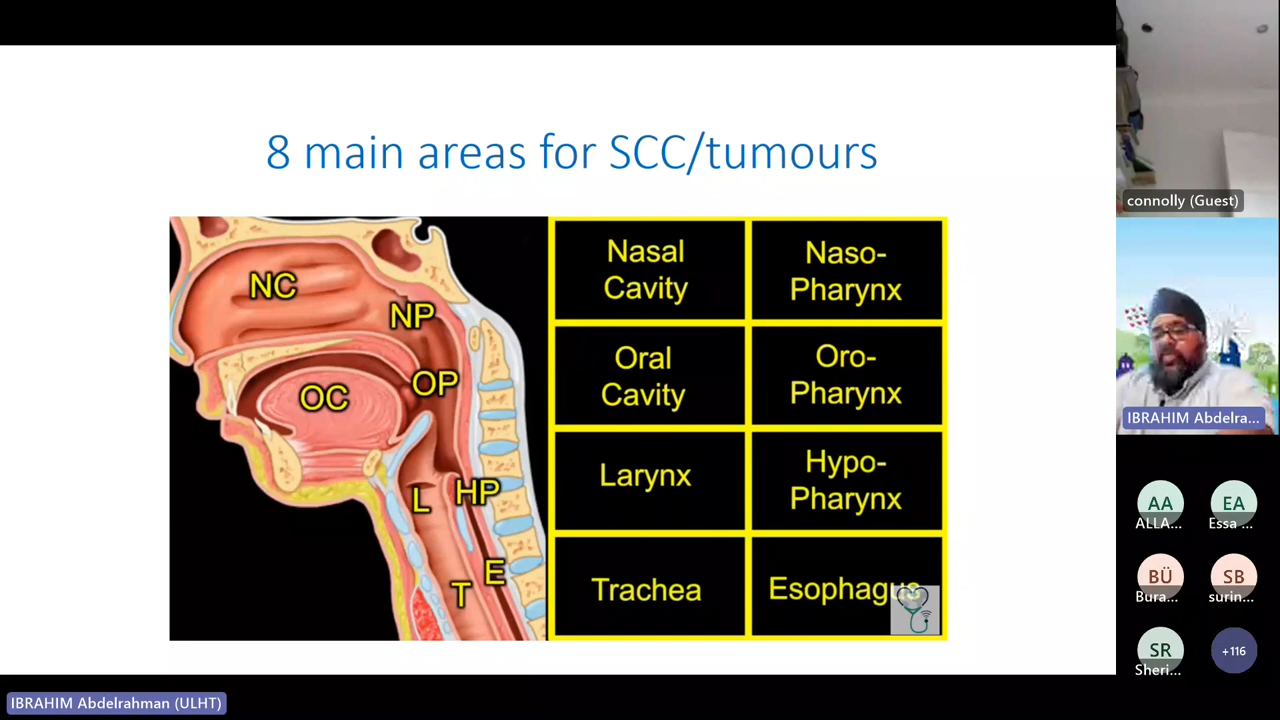 8 main areas for SCC/tumours
NC
NP
OC
OP
L
HP
T
E
Nasal
Cavity
Naso-
Pharynx
Oral
Cavity
Oro-
Pharynx
Larynx
Hypo-
Pharynx
Trachea
Esophagus
connolly (Guest)
IBRAHIM Abdelra...
AA
ALLA...
EA
Essa ...
BÜ
Bura...
SB
surin...
SR
Sheri...
+116
IBRAHIM Abdelrahman (ULHT)